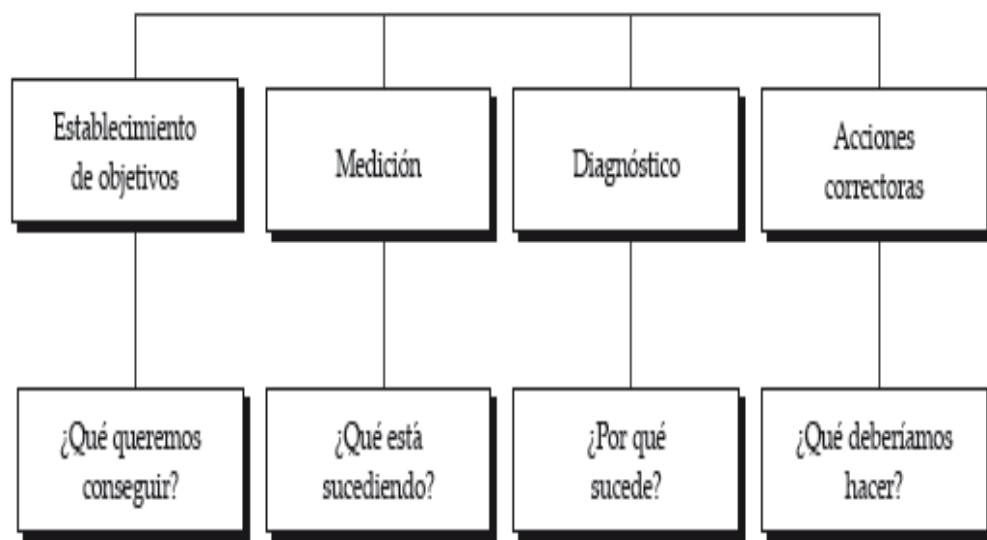 Establecimiento
de objetivos
Medición
Diagnóstico
Acciones
correctoras
¿Qué queremos
conseguir?
¿Qué está
sucediendo?
¿Por qué
sucede?
¿Qué deberíamos
hacer?